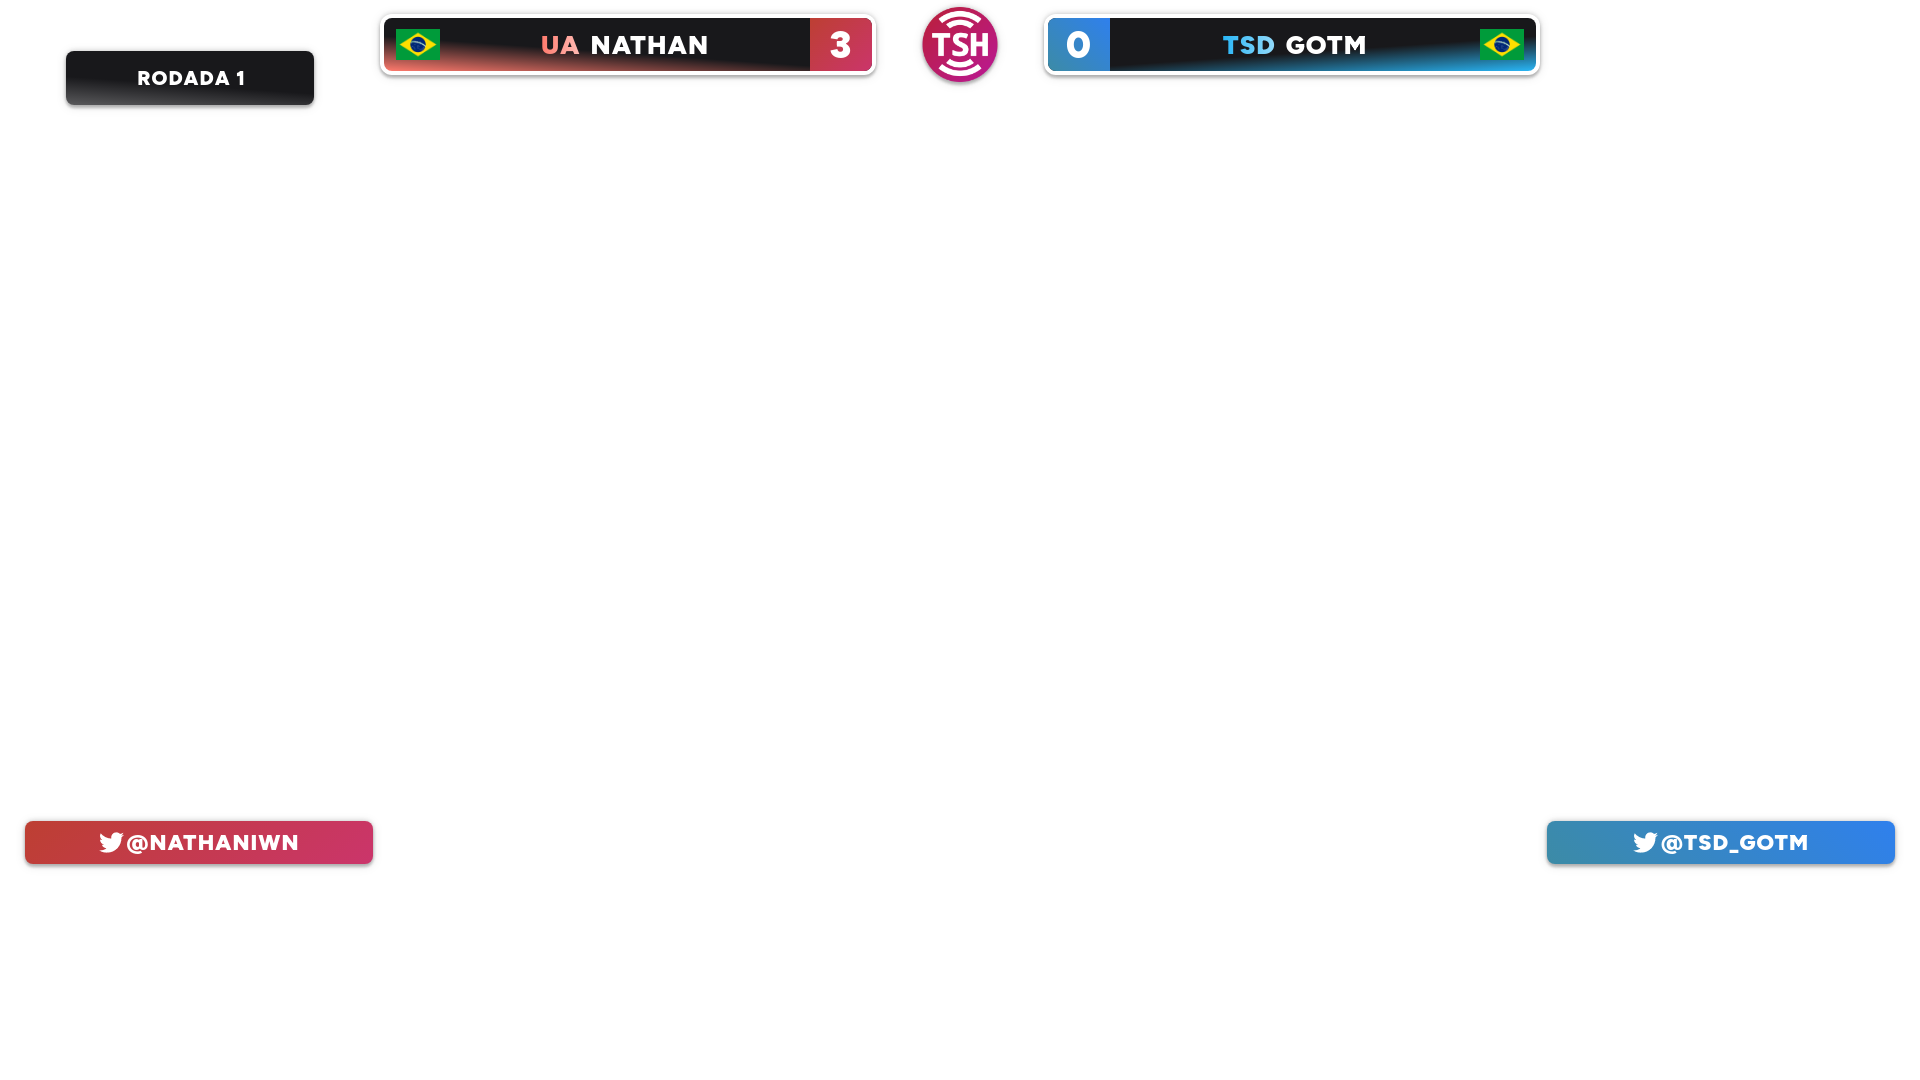 RODADA 1
UA NATHAN 3
TSH
0 TSD GOTM
@NATHANIWN
@TSD_GOTM